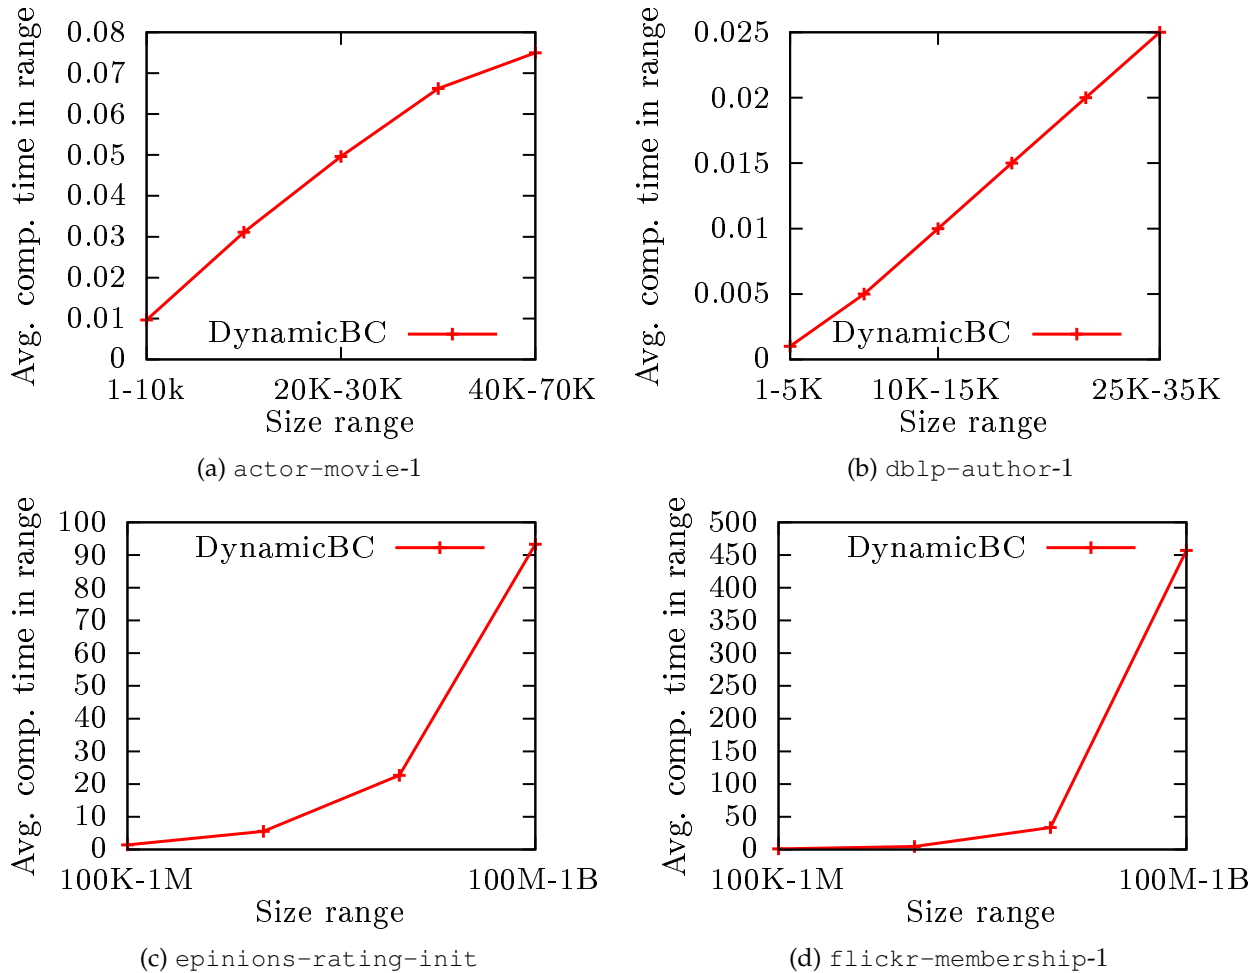 Avg. comp. time in range
0.08
0.07
0.06
0.05
0.04
0.03
0.02
0.01
0
DynamicBC
1-10k 20K-30K 40K-70K
Size range
(a) actor-movie-1
Avg. comp. time in range
0.025
0.02
0.015
0.01
0.005
0
DynamicBC
1-5K 10K-15K 25K-35K
Size range
(b) dblp-author-1
Avg. comp. time in range
100
90
80
70
60
50
40
30
20
10
0
DynamicBC
100K-1M 100M-1B
Size range
(c) epinions-rating-init
Avg. comp. time in range
500
450
400
350
300
250
200
150
100
50
0
DynamicBC
100K-1M 100M-1B
Size range
(d) flickr-membership-1